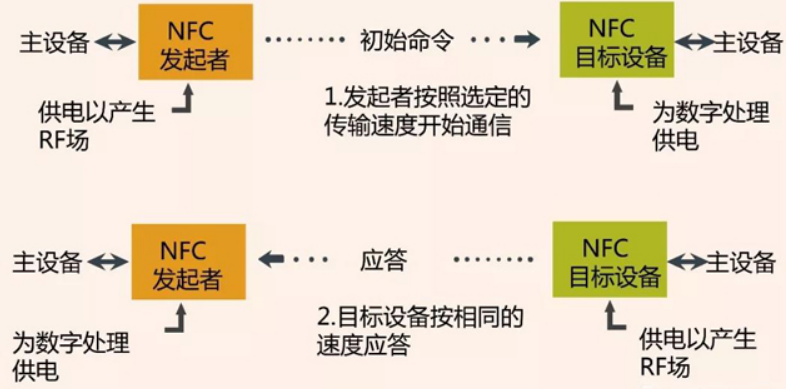 主设备
NFC
发起者
初始命令
NFC
目标设备
主设备
供电以产生
RF场
1.发起者按照选定的
传输速度开始通信
为数字处理
供电
主设备
NFC
发起者
应答
NFC
目标设备
主设备
为数字处理
供电
2.目标设备按相同的
速度应答
供电以产生
RF场